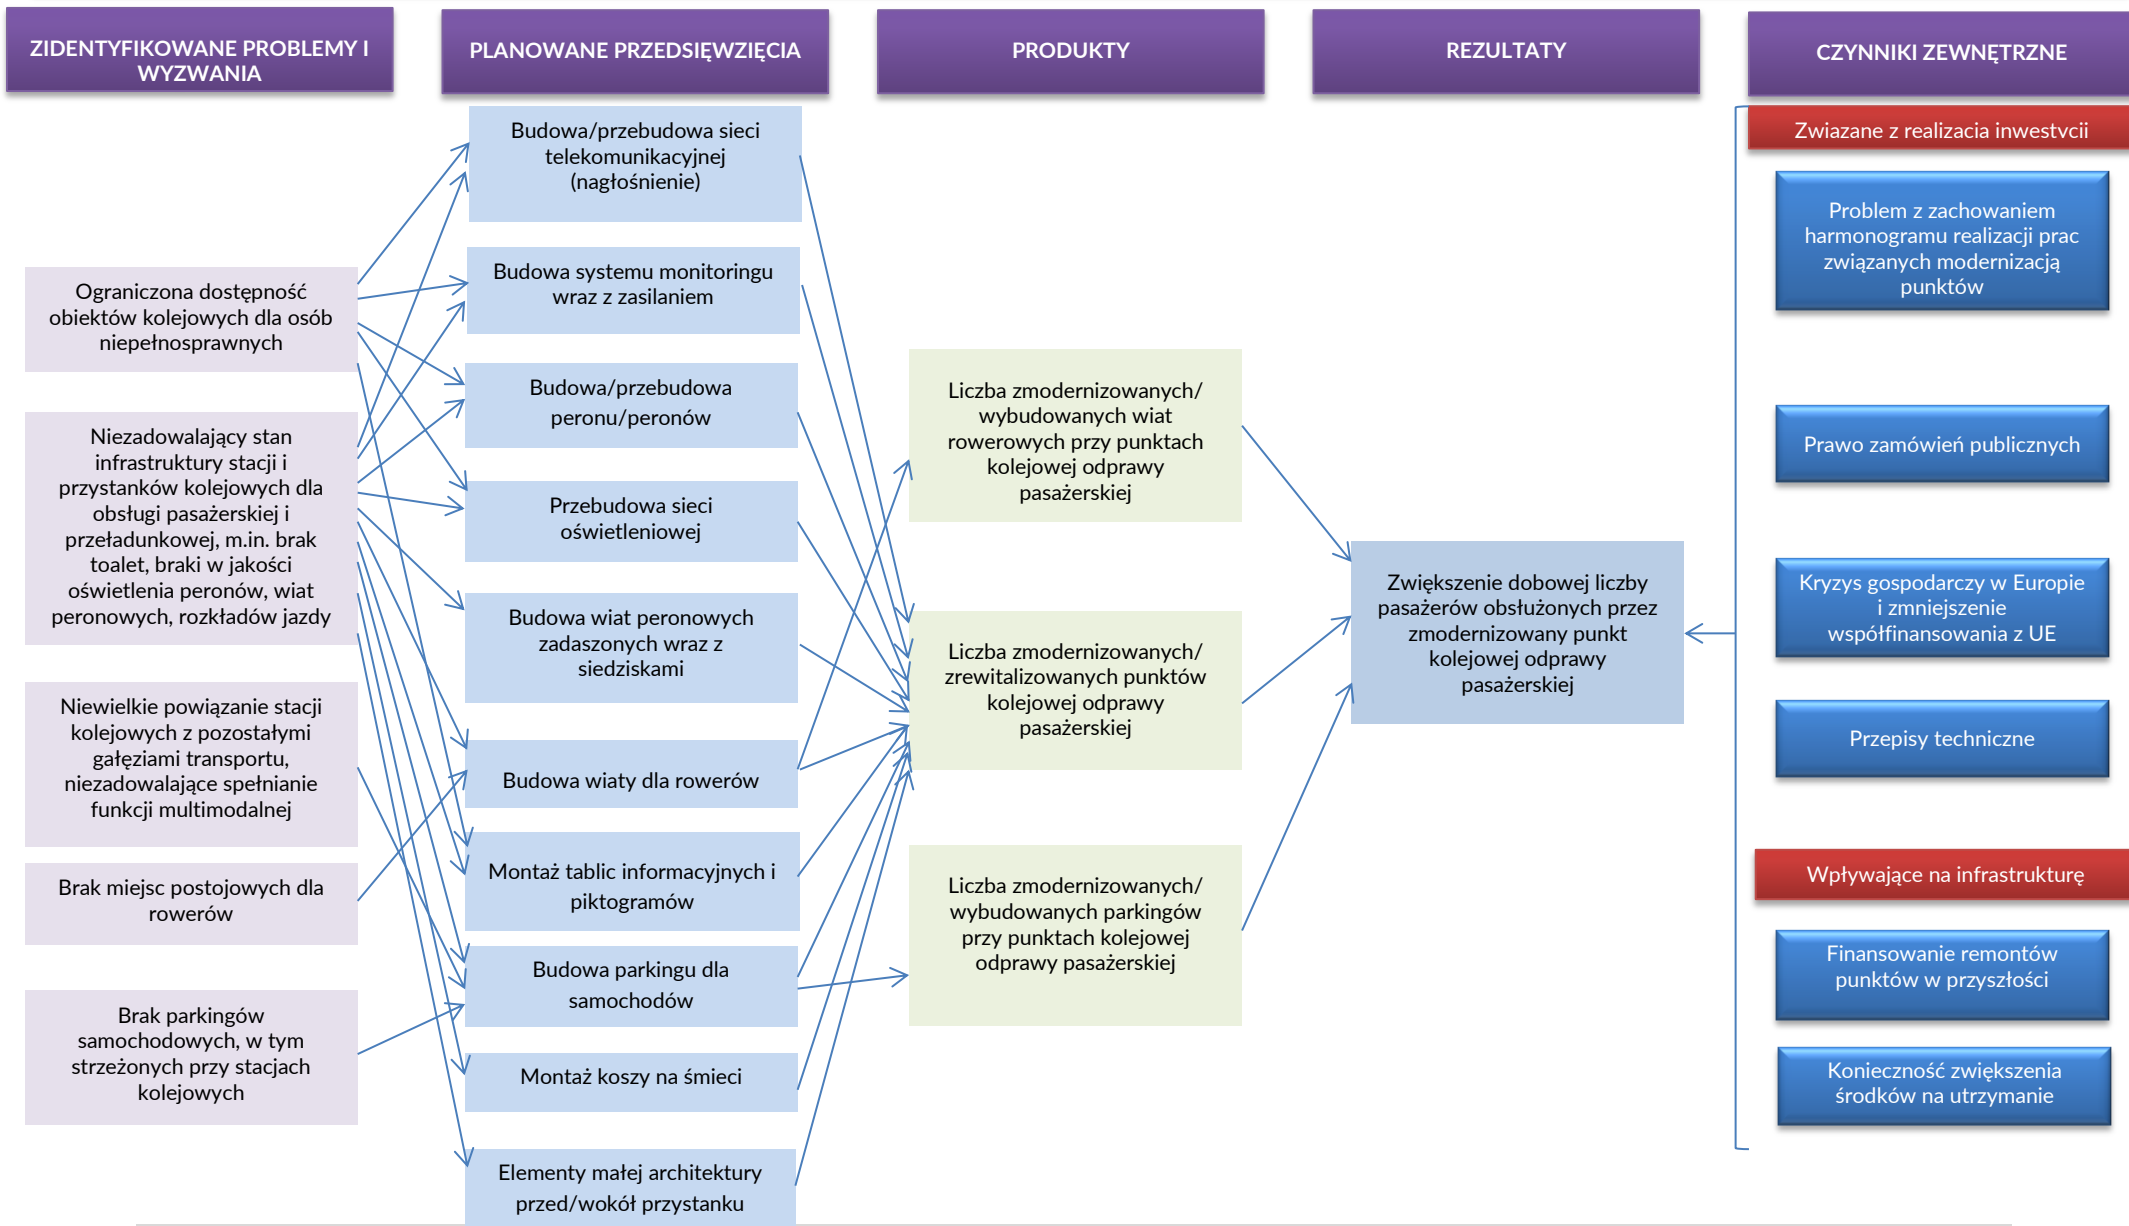 ZIDENTYFIKOWANE PROBLEMY I
WYZWANIA
PLANOWANE PRZEDSIĘWZIĘCIA
PRODUKTY
REZULTATY
CZYNNIKI ZEWNĘTRZNE
Ograniczona dostępność
obiektów kolejowych dla osób
niepełnosprawnych
Niezadowalający stan
infrastruktury stacji i
przystanków kolejowych dla
obsługi pasażerskiej i
przeładunkowej, m.in. brak
toalet, braki w jakości
oświetlenia peronów, wiat
peronowych, rozkładów jazdy
Niewielkie powiązanie stacji
kolejowych z pozostałymi
gałęziami transportu,
niezadowalające spełnianie
funkcji multimodalnej
Brak miejsc postojowych dla
rowerów
Brak parkingów
samochodowych, w tym
strzeżonych przy stacjach
kolejowych
Budowa/przebudowa sieci
telekomunikacyjnej
(nagłośnienie)
Budowa systemu monitoringu
wraz z zasilaniem
Budowa/przebudowa
peronu/peronów
Przebudowa sieci
oświetleniowej
Budowa wiat peronowych
zadaszonych wraz z
siedziskami
Budowa wiaty dla rowerów
Montaż tablic informacyjnych i
piktogramów
Budowa parkingu dla
samochodów
Montaż koszy na śmieci
Elementy małej architektury
przed/wokół przystanku
Liczba zmodernizowanych/
wybudowanych wiat
rowerowych przy punktach
kolejowej odprawy
pasażerskiej
Liczba zmodernizowanych/
zrewitalizowanych punktów
kolejowej odprawy
pasażerskiej
Liczba zmodernizowanych/
wybudowanych parkingów
przy punktach kolejowej
odprawy pasażerskiej
Zwiększenie dobowej liczby
pasażerów obsłużonych przez
zmodernizowany punkt
kolejowej odprawy
pasażerskiej
Związane z realizacją inwestycji
Problem z zachowaniem
harmonogramu realizacji prac
związanych modernizacją
punktów
Prawo zamówień publicznych
Kryzys gospodarczy w Europie
i zmniejszenie
współfinansowania z UE
Przepisy techniczne
Wpływające na infrastrukturę
Finansowanie remontów
punktów w przyszłości
Konieczność zwiększenia
środków na utrzymanie